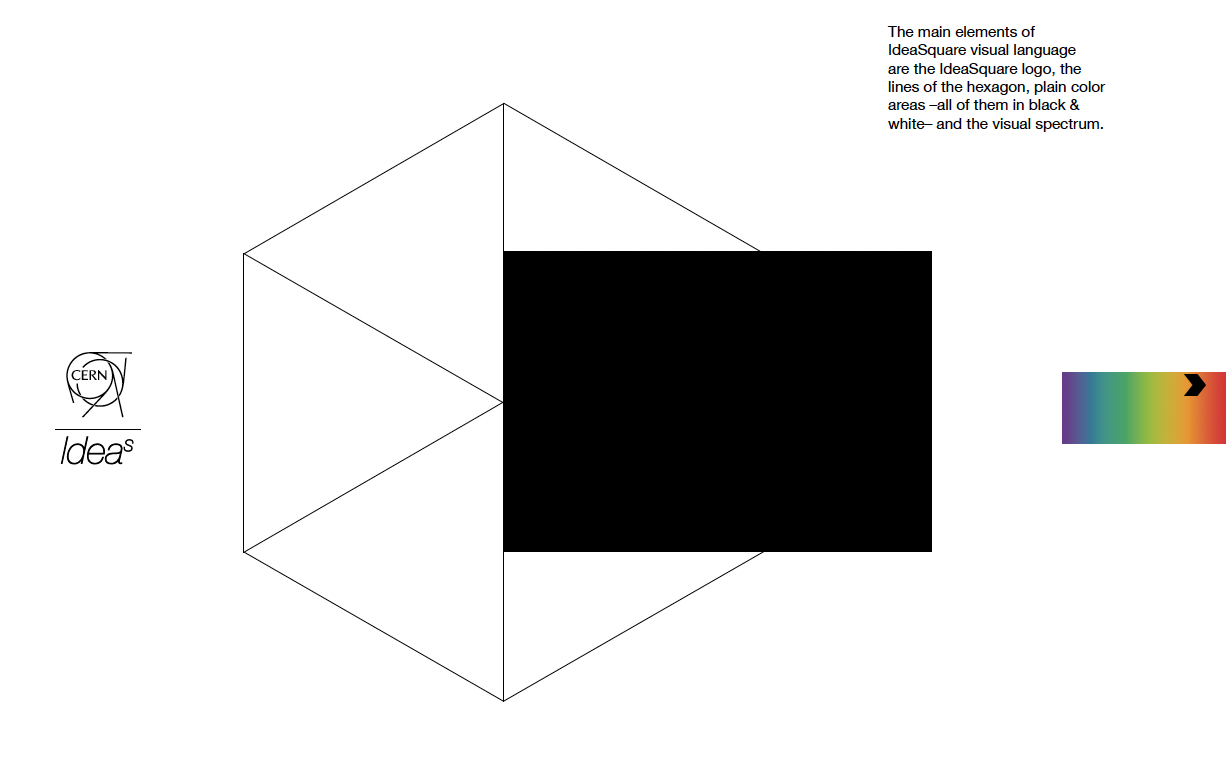 The main elements of
IdeaSquare visual language
are the IdeaSquare logo, the
lines of the hexagon, plain color
areas –all of them in black &
white– and the visual spectrum.
CERN
Ideas